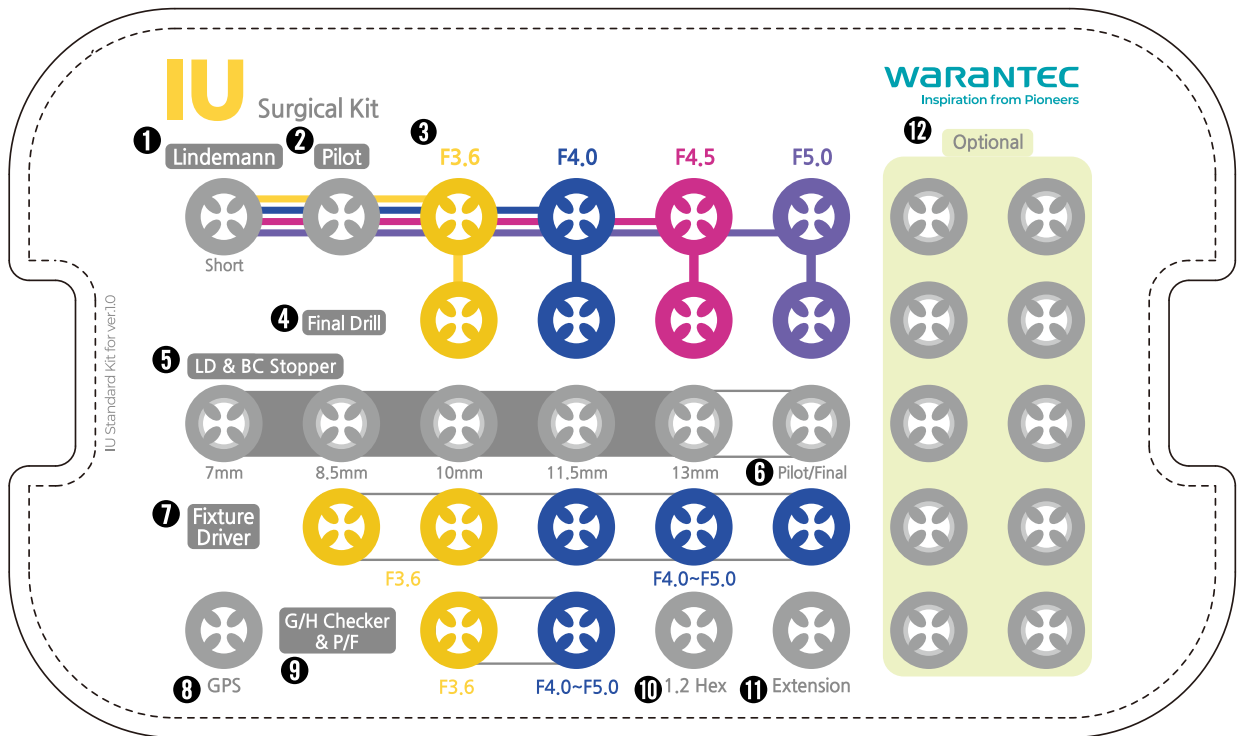 IU Surgical Kit
WARANTEC
Inspiration from Pioneers
1 Lindemann
2 Pilot
3
F3.6
F4.0
F4.5
F5.0
12 Optional
Short
4 Final Drill
5 LD & BC Stopper
7mm
8.5mm
10mm
11.5mm
13mm
6 Pilot/Final
7 Fixture
Driver
F3.6
F4.0~F5.0
G/H Checker
& P/F
9
8 GPS
F3.6
F4.0~F5.0
10 1.2 Hex
11 Extension
IU Standard Kit for ver.1.0